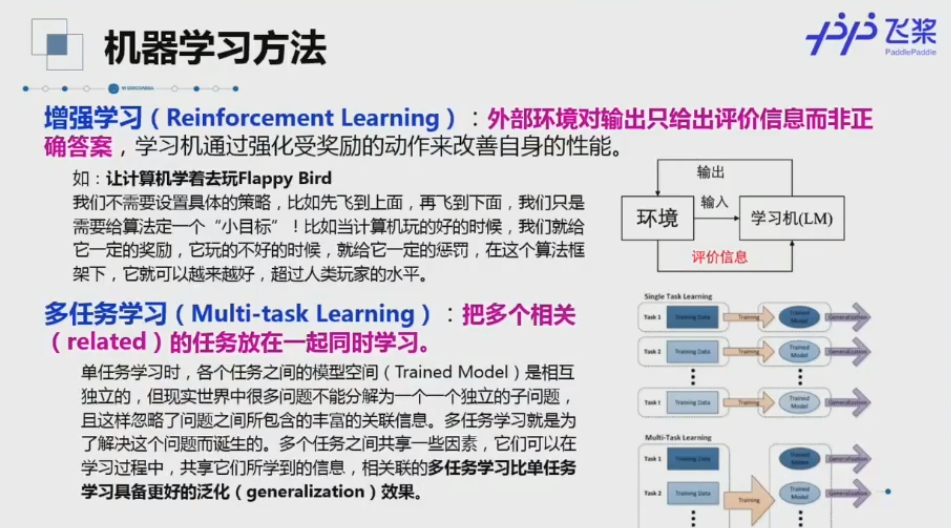 机器学习方法
飞桨
PaddlePaddle
增强学习（Reinforcement Learning）：外部环境对输出只给出评价信息而非正
确答案，学习机通过强化受奖励的动作来改善自身的性能。
如：让计算机学着去玩Flappy Bird
我们不需要设置具体的策略，比如先飞到上面，再飞到下面，我们只是
需要给算法定一个“小目标”！比如当计算机玩的好的时候，我们就给
它一定的奖励，它玩的不好的时候，就给它一定的惩罚，在这个算法框
架下，它就可以越来越好，超过人类玩家的水平。
输出
环境
输入
学习机(LM)
评价信息
多任务学习（Multi-task Learning）：把多个相关
（related）的任务放在一起同时学习。
单任务学习时，各个任务之间的模型空间（Trained Model）是相互
独立的，但现实世界中很多问题不能分解为一个一个独立的子问题，
且这样忽略了问题之间所包含的丰富的关联信息。多任务学习就是为
了解决这个问题而诞生的。多个任务之间共享一些因素，它们可以在
学习过程中，共享它们所学到的信息，相关联的多任务学习比单任务
学习具备更好的泛化（generalization）效果。
Single Task Learning
Task 1
Training Data
Training
Trained
Model
Generalization
Task 2
Training Data
Training
Trained
Model
Generalization
Task t
Training Data
Training
Trained
Model
Generalization
Multi-Task Learning
Task 1
Training Data
Trained
Model
Generalization
Task 2
Training Data
Training
Trained
Model
Generalization